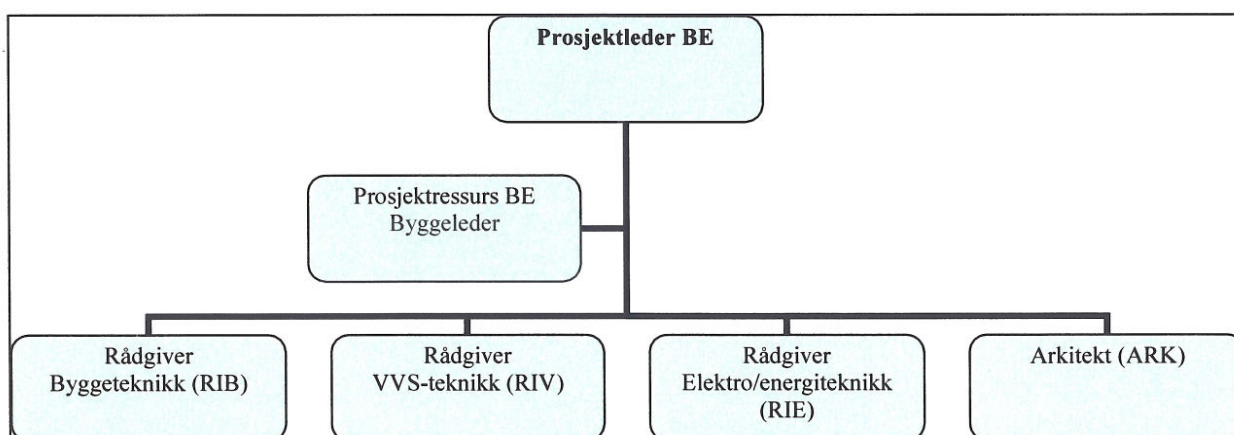 Prosjektleder BE
Prosjektressurs BE
Byggeleder
Rådgiver
Byggeteknikk (RIB)
Rådgiver
VVS-teknikk (RIV)
Rådgiver
Elektro/energiteknikk
(RIE)
Arkitekt (ARK)